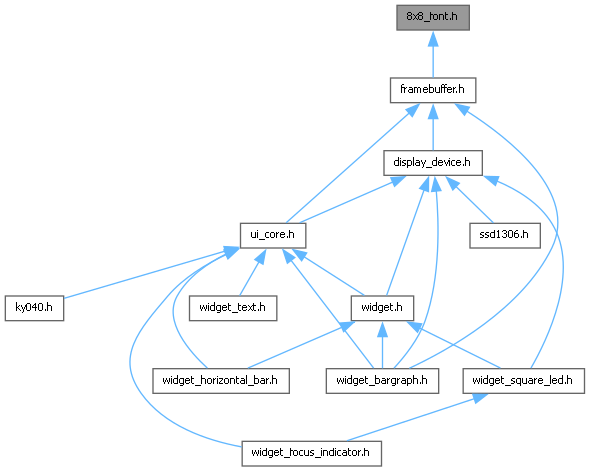 8x8_font.h
framebuffer.h
display_device.h
ui_core.h
ssd1306.h
ky040.h
widget_text.h
widget.h
widget_horizontal_bar.h
widget_bargraph.h
widget_square_led.h
widget_focus_indicator.h